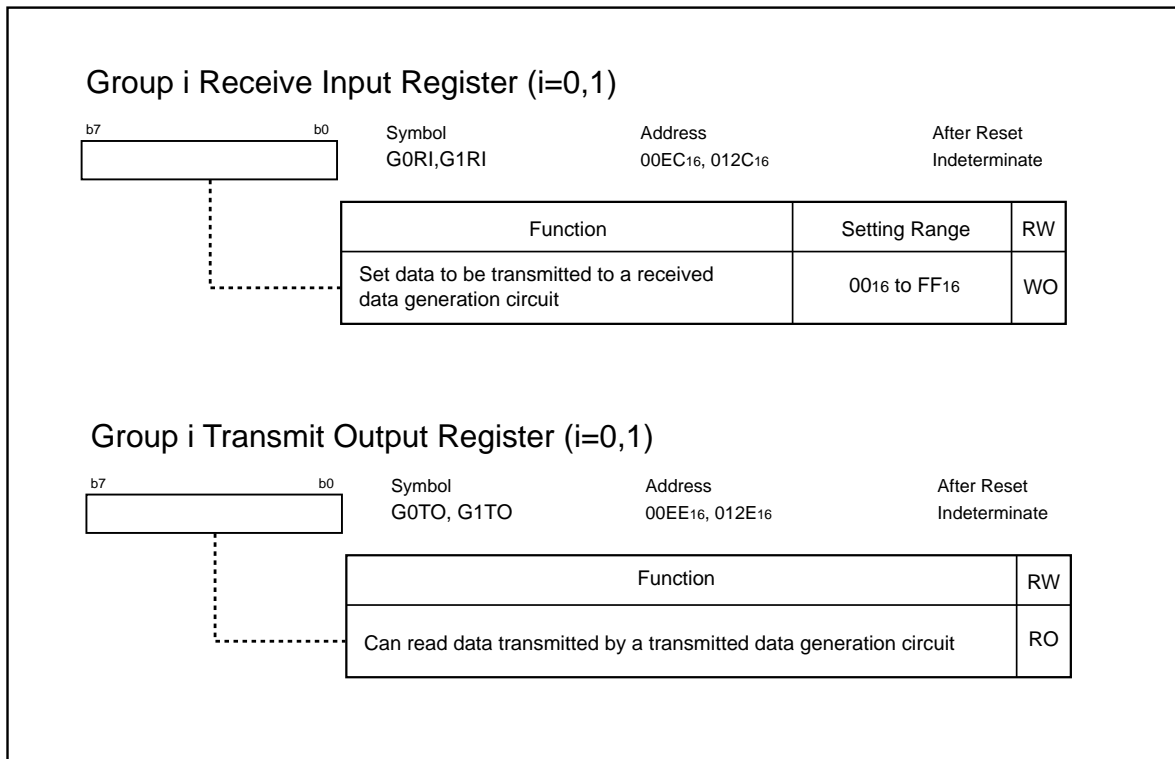 Group i Receive Input Register (i=0,1)
b7 b0 Symbol Address After Reset
G0RI,G1RI 00EC16, 012C16 Indeterminate
Function Setting Range RW
Set data to be transmitted to a received
data generation circuit
0016 to FF16 WO
Group i Transmit Output Register (i=0,1)
b7 b0 Symbol Address After Reset
G0TO, G1TO 00EE16, 012E16 Indeterminate
Function RW
Can read data transmitted by a transmitted data generation circuit RO